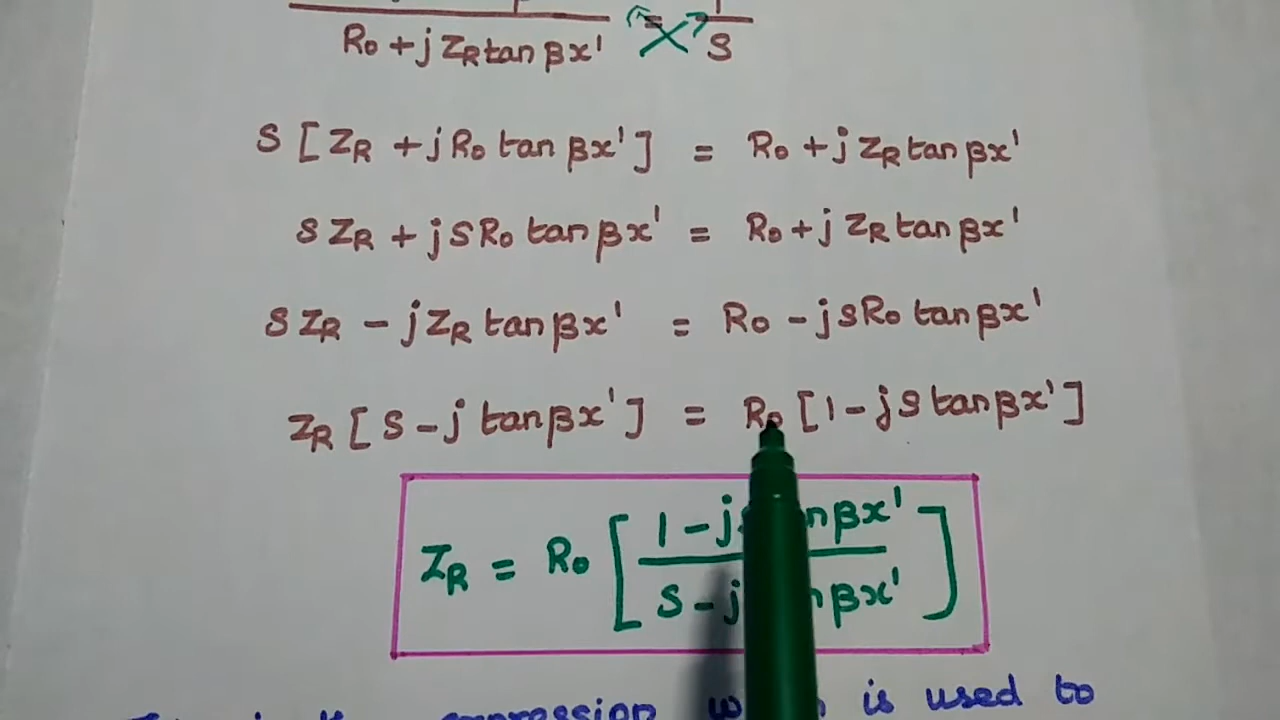 R₀ + j Z_R tan βx' = S
S [Z_R + j R₀ tan βx'] = R₀ + j Z_R tan βx'
S Z_R + j S R₀ tan βx' = R₀ + j Z_R tan βx'
S Z_R - j Z_R tan βx' = R₀ - j S R₀ tan βx'
Z_R [S - j tan βx'] = R₀ [1 - j S tan βx']
Z_R = R₀ [
1 - j βx'
S - j βx'
]
is used to